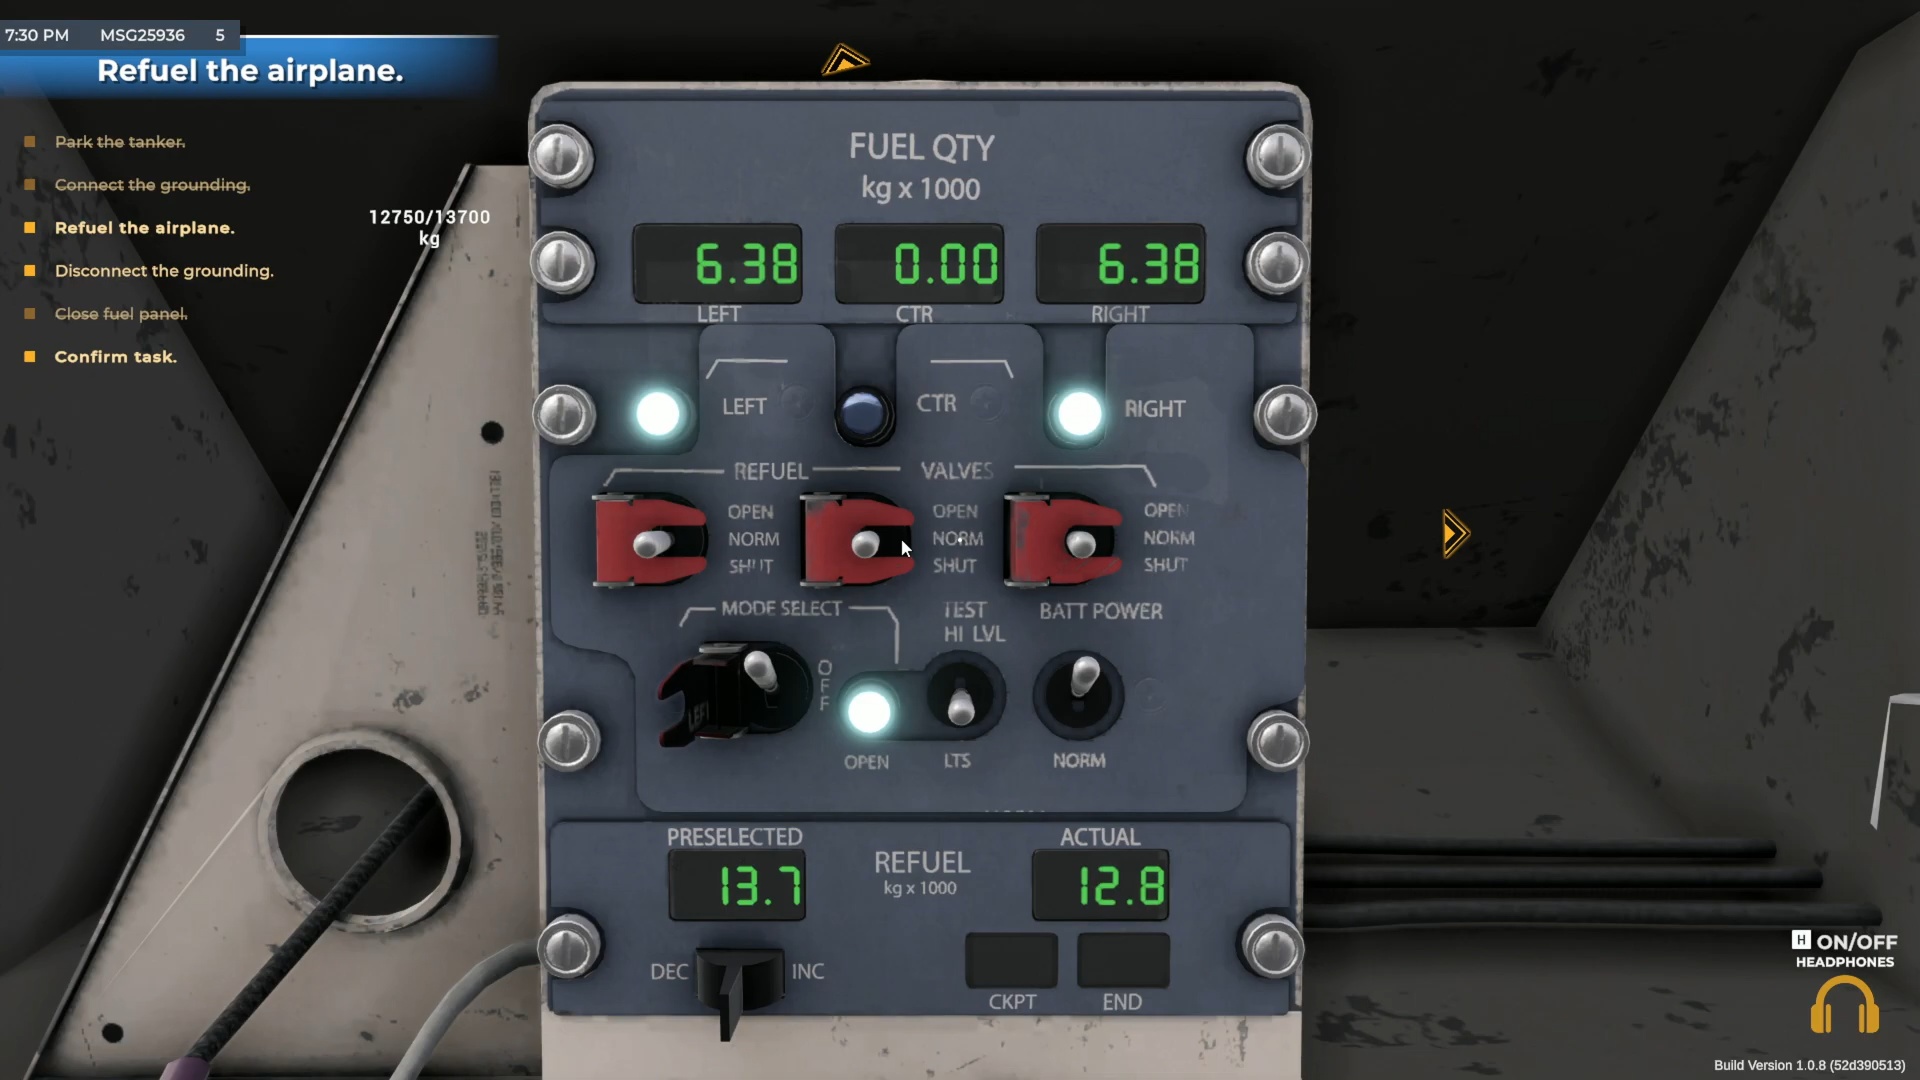 7:30 PM MSG25936 5
Refuel the airplane.
Park the tanker.
Connect the grounding.
Refuel the airplane.
12750/13700
kg
Disconnect the grounding.
Close fuel panel.
Confirm task.
FUEL QTY
kg x 1000
6.38 0.00 6.38
LEFT CTR RIGHT
LEFT CTR RIGHT
REFUEL VALVES
OPEN OPEN OPEN
NORM NORM NORM
SHUT SHUT SHUT
MODE SELECT
TEST
HI LVL
BATT POWER
OFF
LEFT
OPEN LTS NORM
PRESELECTED ACTUAL
13.7 12.8
REFUEL
kg x 1000
DEC INC
CKPT END
H ON/OFF
HEADPHONES
Build Version 1.0.8 (52d390513)